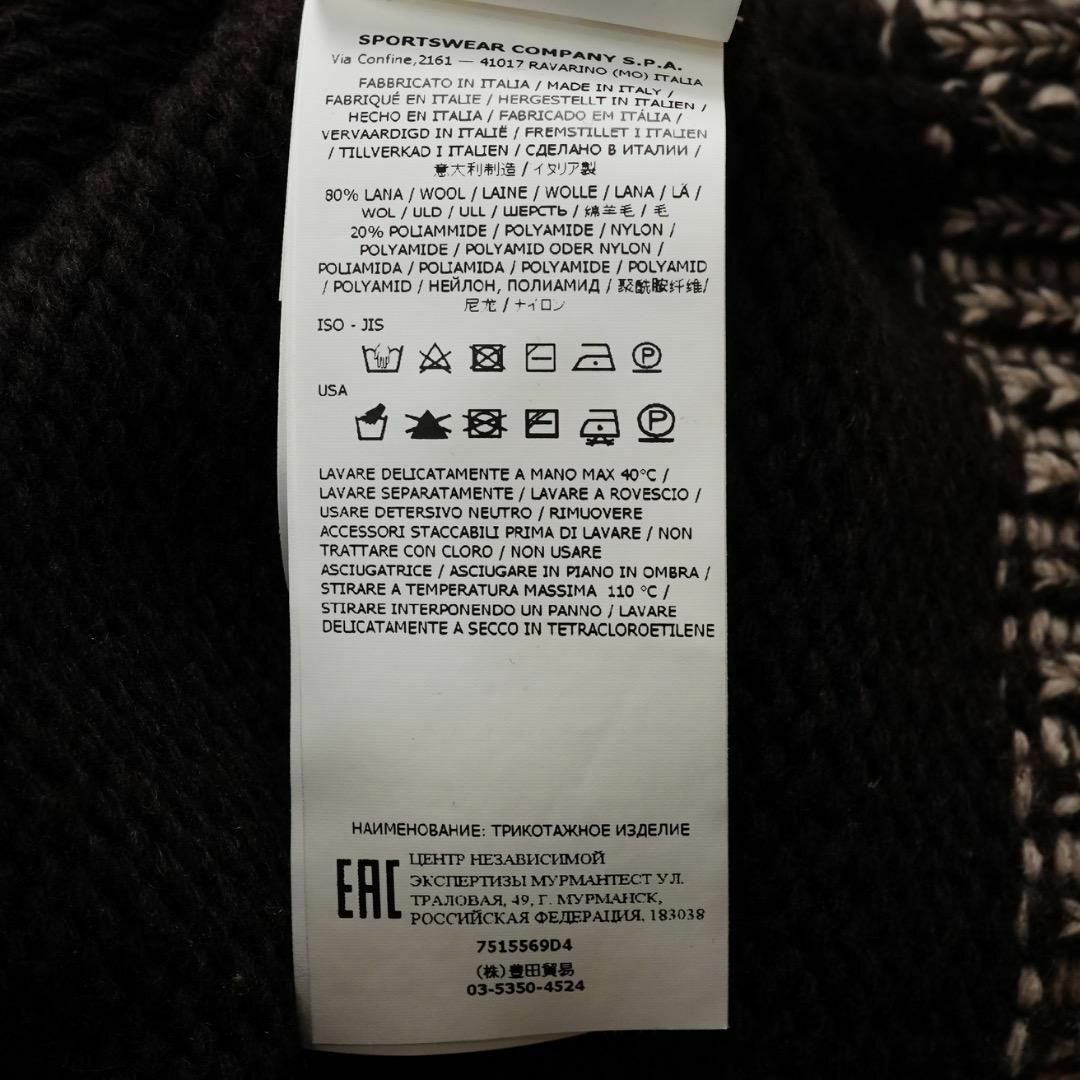 SPORTSWEAR COMPANY S.P.A.
Via Confine,2161 — 41017 RAVARINO (MO) ITALIA
FABBRICATO IN ITALIA / MADE IN ITALY /
FABRIQUÉ EN ITALIE / HERGESTELLT IN ITALIEN /
HECHO EN ITALIA / FABRICADO EM ITÁLIA /
VERVAARDIGD IN ITALIË / FREMSTILLET I ITALIEN
/ TILLVERKAD I ITALIEN / СДЕЛАНО В ИТАЛИИ /
意大利制造 / イタリア製
80% LANA / WOOL / LAINE / WOLLE / LANA / LÃ /
WOL / ULD / ULL / ШЕРСТЬ / 绵羊毛 / 毛
20% POLIAMMIDE / POLYAMIDE / NYLON /
POLYAMIDE / POLYAMID ODER NYLON /
POLIAMIDA / POLIAMIDA / POLYAMIDE / POLYAMID
/ POLYAMID / НЕЙЛОН, ПОЛИАМИД / 聚酰胺纤维/
尼龙 / ナイロン
ISO - JIS
P
USA
P
LAVARE DELICATAMENTE A MANO MAX 40°C /
LAVARE SEPARATAMENTE / LAVARE A ROVESCIO /
USARE DETERSIVO NEUTRO / RIMUOVERE
ACCESSORI STACCABILI PRIMA DI LAVARE / NON
TRATTARE CON CLORO / NON USARE
ASCIUGATRICE / ASCIUGARE IN PIANO IN OMBRA /
STIRARE A TEMPERATURA MASSIMA 110 °C /
STIRARE INTERPONENDO UN PANNO / LAVARE
DELICATAMENTE A SECCO IN TETRACLOROETILENE
НАИМЕНОВАНИЕ: ТРИКОТАЖНОЕ ИЗДЕЛИЕ
EAC
ЦЕНТР НЕЗАВИСИМОЙ
ЭКСПЕРТИЗЫ МУРМАНТЕСТ УЛ.
ТРАЛОВАЯ, 49, Г. МУРМАНСК,
РОССИЙСКАЯ ФЕДЕРАЦИЯ, 183038
7515569D4
(株)豊田貿易
03-5350-4524